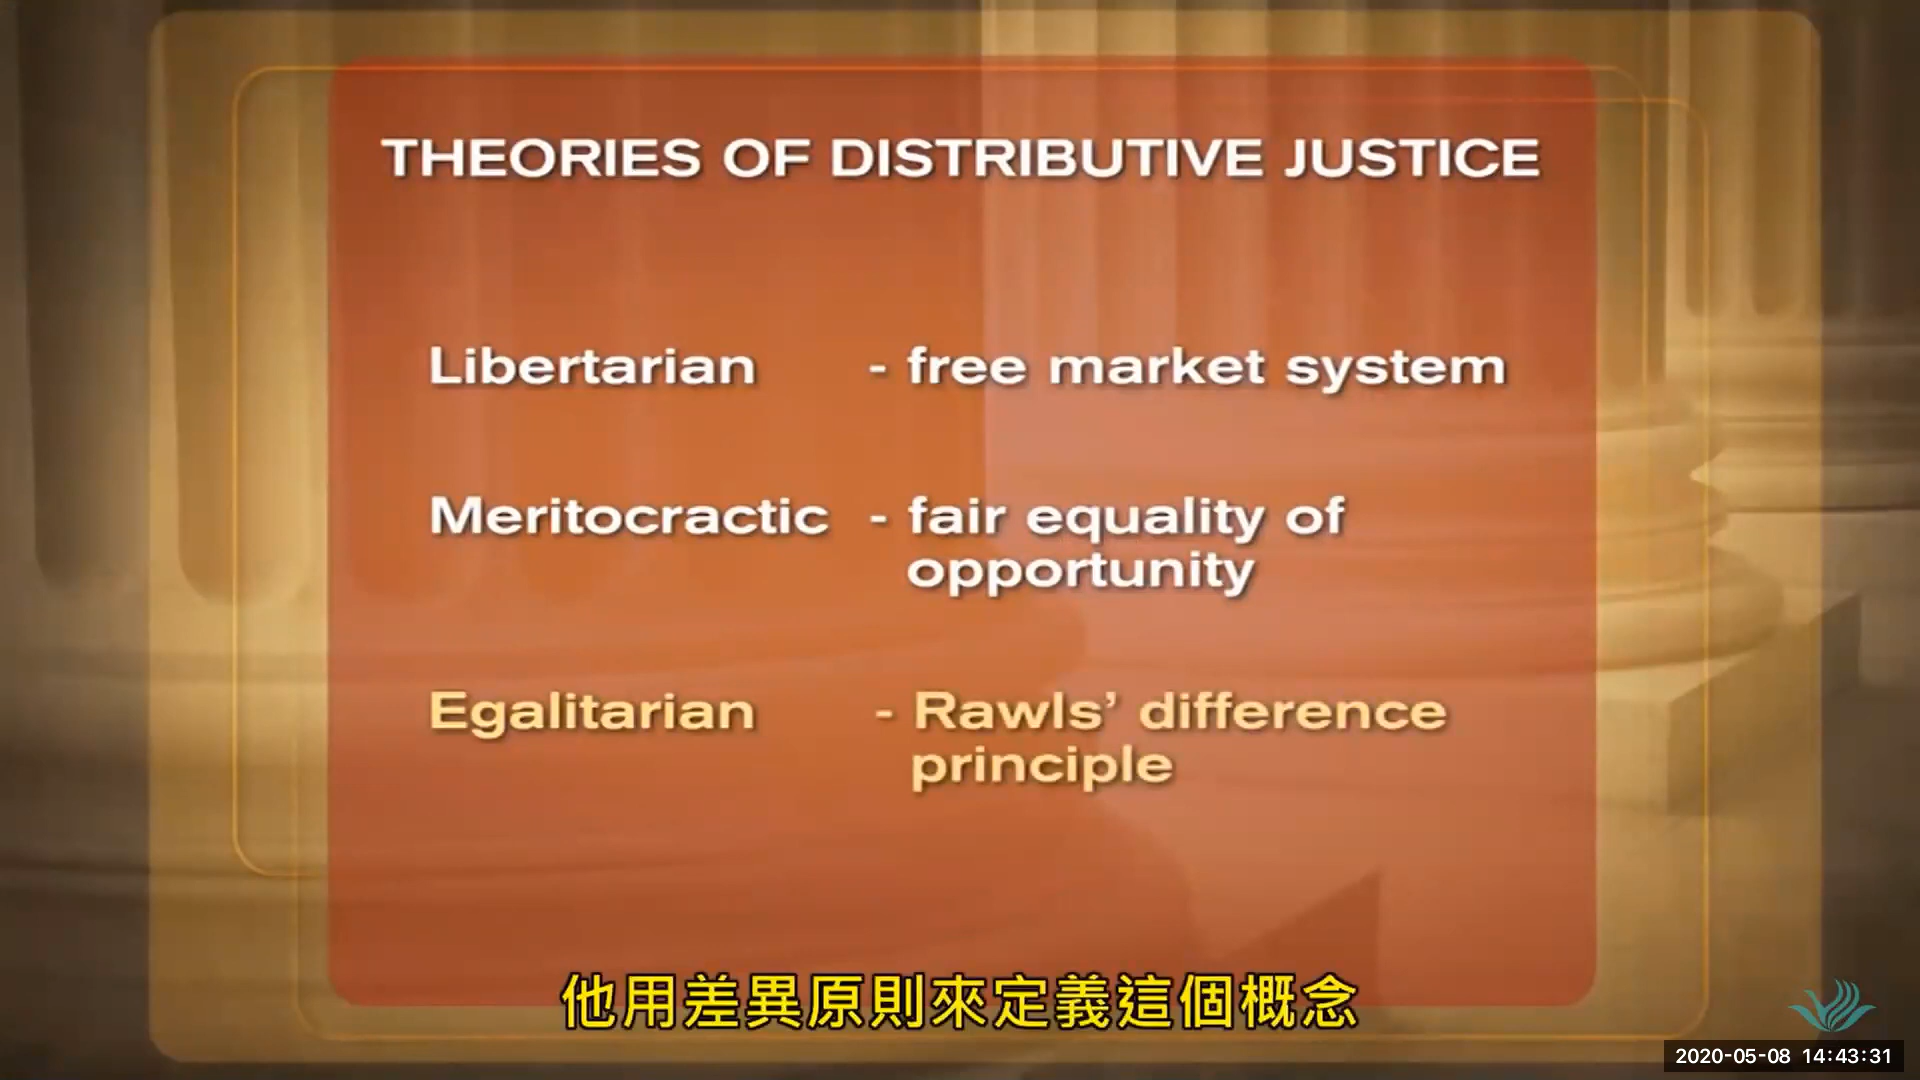 THEORIES OF DISTRIBUTIVE JUSTICE
Libertarian - free market system
Meritocractic - fair equality of
opportunity
Egalitarian - Rawls’ difference
principle
他用差異原則來定義這個概念
2020-05-08 14:43:31